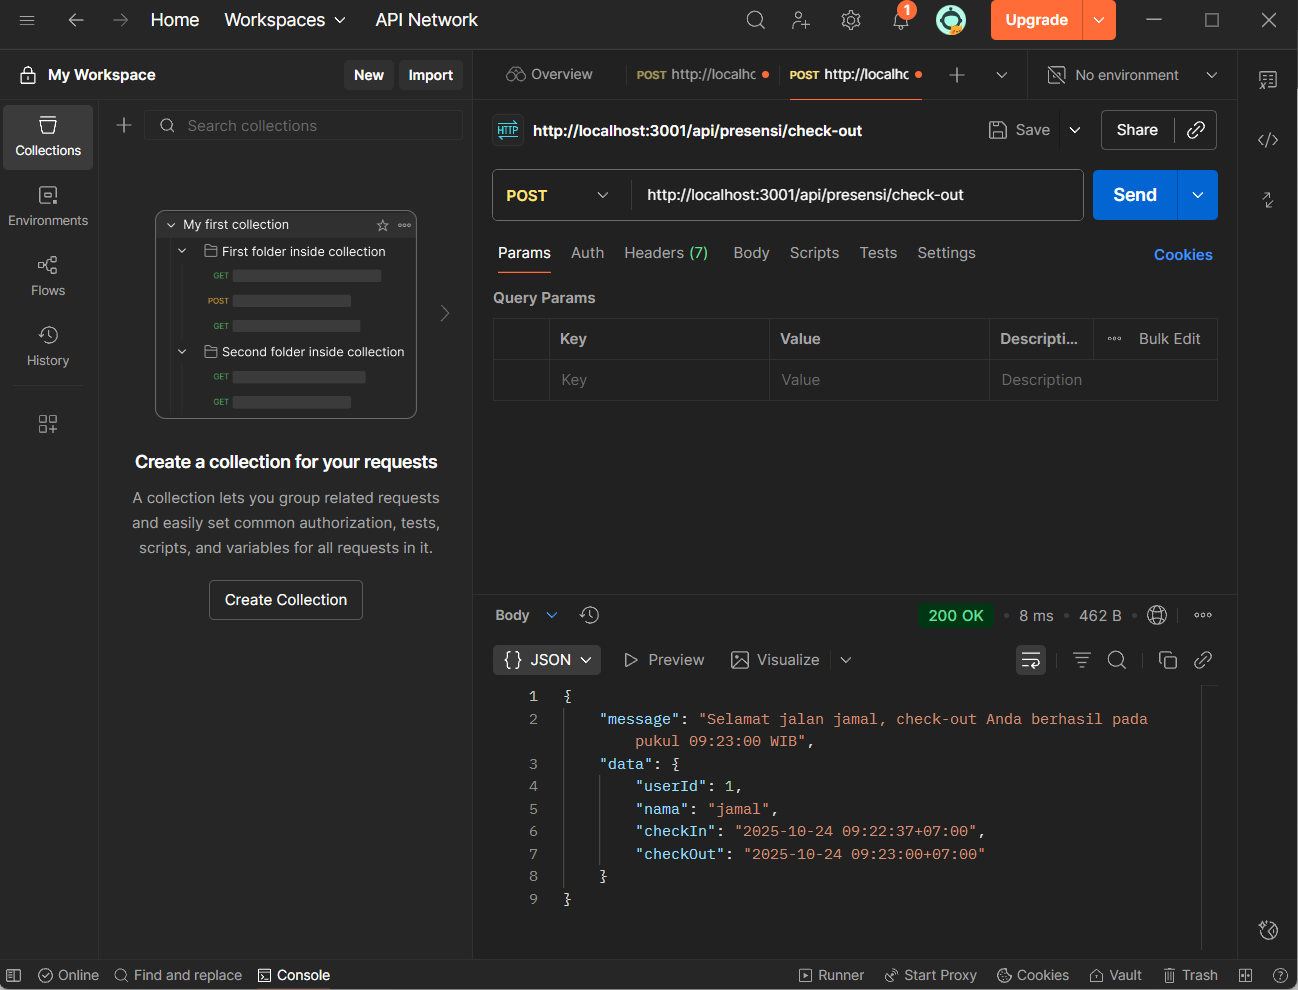 Home
Workspaces
API Network
1
Upgrade
My Workspace
New
Import
Overview
POST http://localhc
POST http://localhc
No environment
Collections
Environments
Flows
History
Search collections
My first collection
First folder inside collection
GET
POST
GET
Second folder inside collection
GET
GET
Create a collection for your requests
A collection lets you group related requests
and easily set common authorization, tests,
scripts, and variables for all requests in it.
Create Collection
HTTP
http://localhost:3001/api/presensi/check-out
Save
Share
POST
http://localhost:3001/api/presensi/check-out
Send
Params
Auth
Headers (7)
Body
Scripts
Tests
Settings
Cookies
Query Params
Key
Value
Descripti...
Bulk Edit
Key
Value
Description
Body
200 OK
8 ms
462 B
{} JSON
Preview
Visualize
1 {
2 "message": "Selamat jalan jamal, check-out Anda berhasil pada
pukul 09:23:00 WIB",
3 "data": {
4 "userId": 1,
5 "nama": "jamal",
6 "checkIn": "2025-10-24 09:22:37+07:00",
7 "checkOut": "2025-10-24 09:23:00+07:00"
8 }
9 }
Online
Find and replace
Console
Runner
Start Proxy
Cookies
Vault
Trash